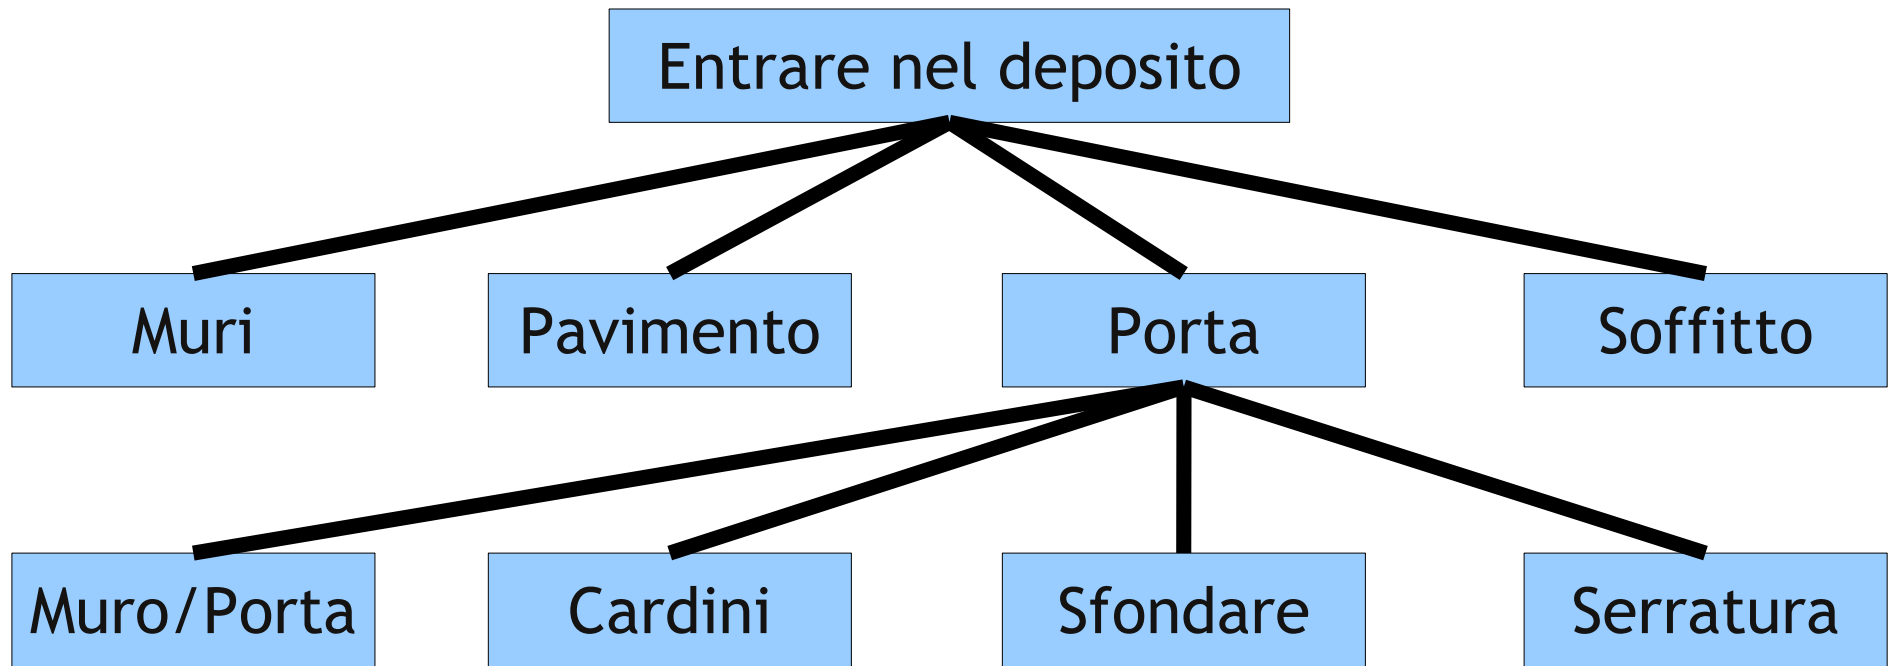 Entrare nel deposito
Muri
Pavimento
Porta
Soffitto
Muro/Porta
Cardini
Sfondare
Serratura